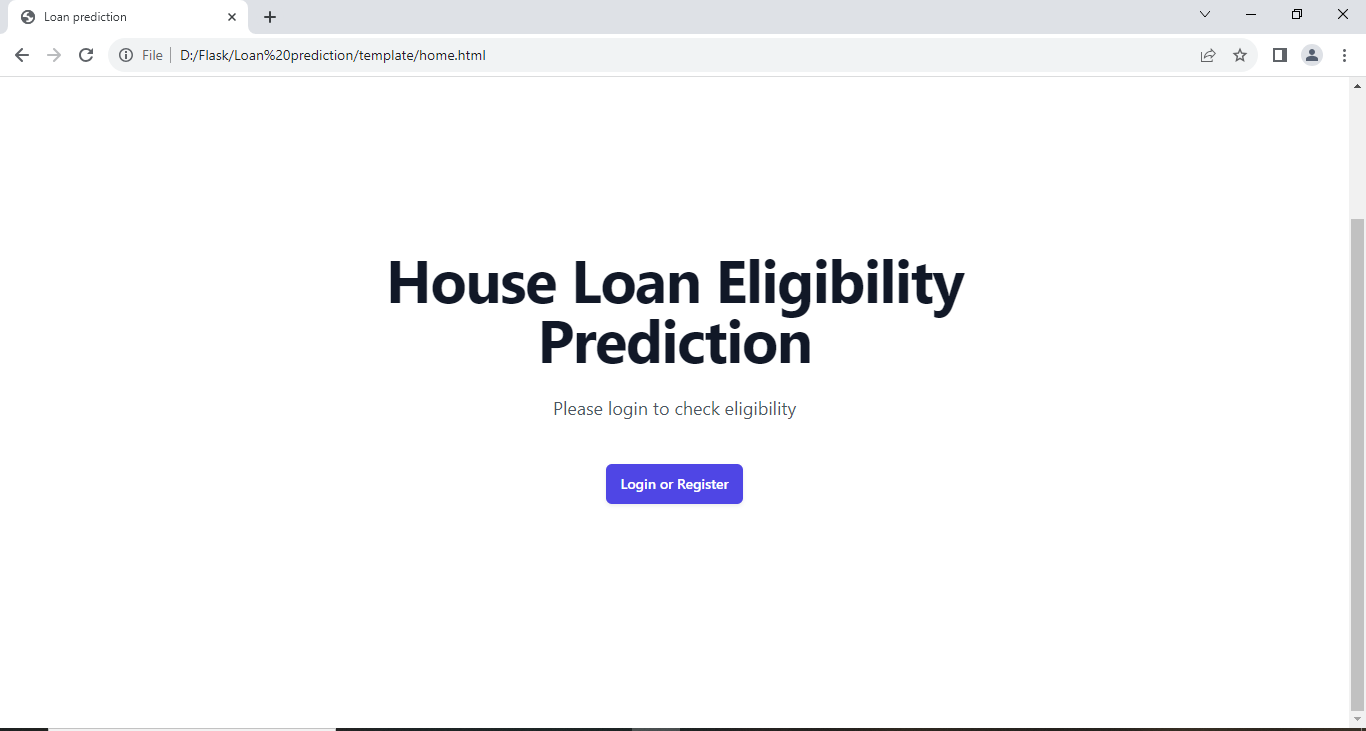 Loan prediction
File
D:/Flask/Loan%20prediction/template/home.html
House Loan Eligibility
Prediction
Please login to check eligibility
Login or Register